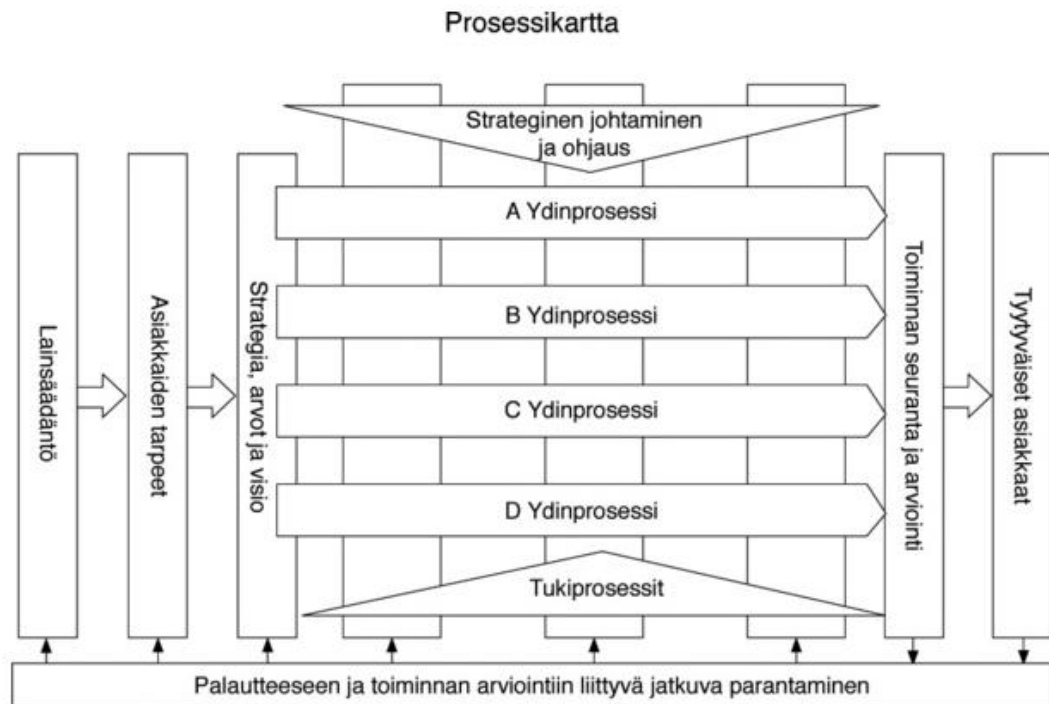 Prosessikartta
Strateginen johtaminen
ja ohjaus
Lainsäädäntö
Asiakkaiden tarpeet
Strategia, arvot ja visio
A Ydinprosessi
B Ydinprosessi
C Ydinprosessi
D Ydinprosessi
Tukiprosessit
Toiminnan seuranta ja arviointi
Tyytyväiset asiakkaat
Palautteeseen ja toiminnan arviointiin liittyvä jatkuva parantaminen